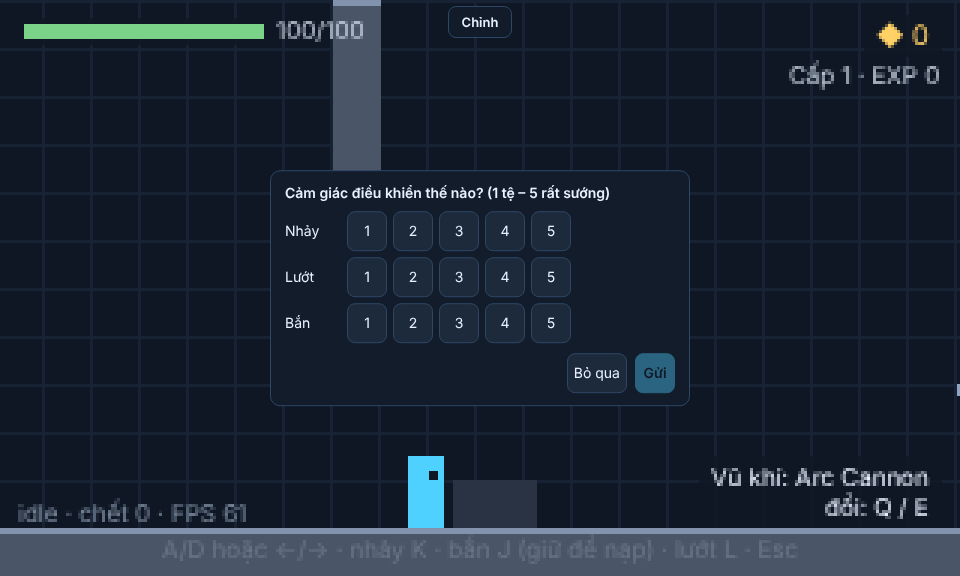 100/100
Chỉnh
0
Cấp 1 · EXP 0
Cảm giác điều khiển thế nào? (1 tệ – 5 rất sướng)
Nhảy 1 2 3 4 5
Lướt 1 2 3 4 5
Bắn 1 2 3 4 5
Bỏ qua Gửi
Vũ khí: Arc Cannon
đổi: Q / E
idle · chết 0 · FPS 61
A/D hoặc ←/→ · nhảy K · bắn J (giữ để nạp) · lướt L · Esc